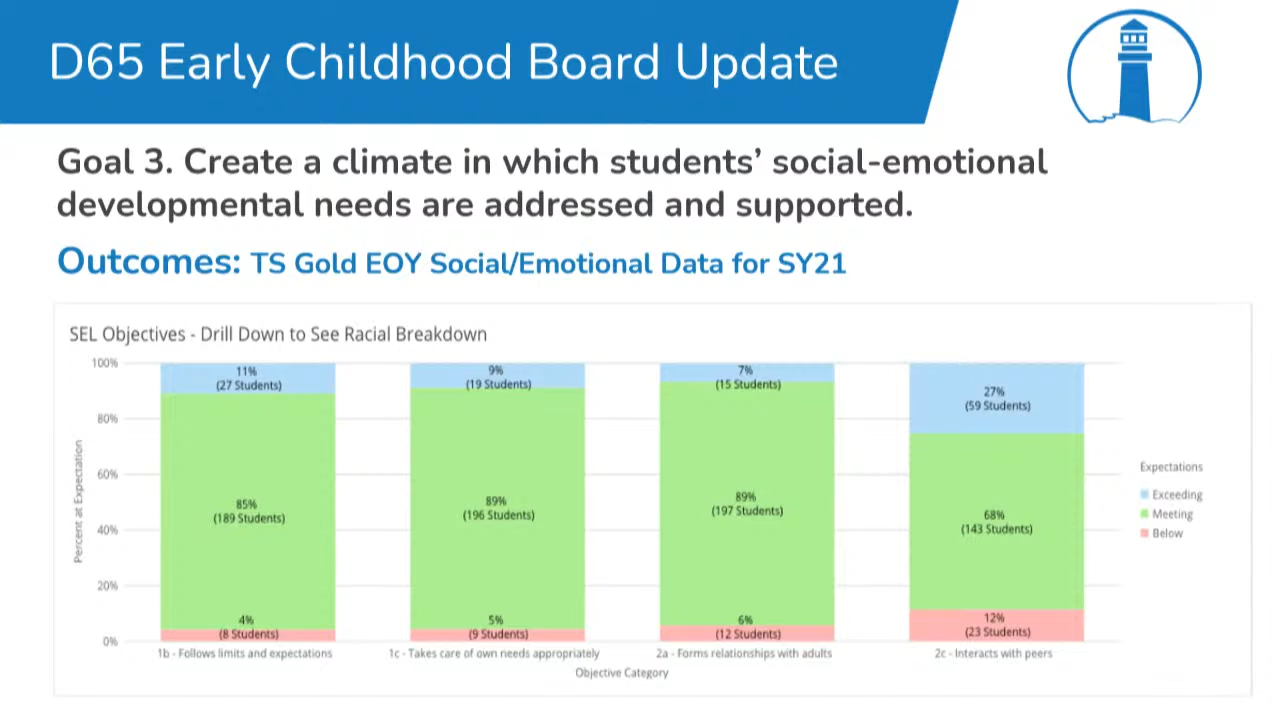 D65 Early Childhood Board Update
Goal 3. Create a climate in which students’ social-emotional
developmental needs are addressed and supported.
Outcomes: TS Gold EOY Social/Emotional Data for SY21
SEL Objectives - Drill Down to See Racial Breakdown
100%
80%
60%
40%
20%
0%
Percent at Expectation
11%
(27 Students)
85%
(189 Students)
4%
(8 Students)
9%
(19 Students)
89%
(196 Students)
5%
(9 Students)
7%
(15 Students)
89%
(197 Students)
6%
(12 Students)
27%
(59 Students)
68%
(143 Students)
12%
(23 Students)
1b - Follows limits and expectations
1c - Takes care of own needs appropriately
2a - Forms relationships with adults
2c - Interacts with peers
Objective Category
Expectations
Exceeding
Meeting
Below